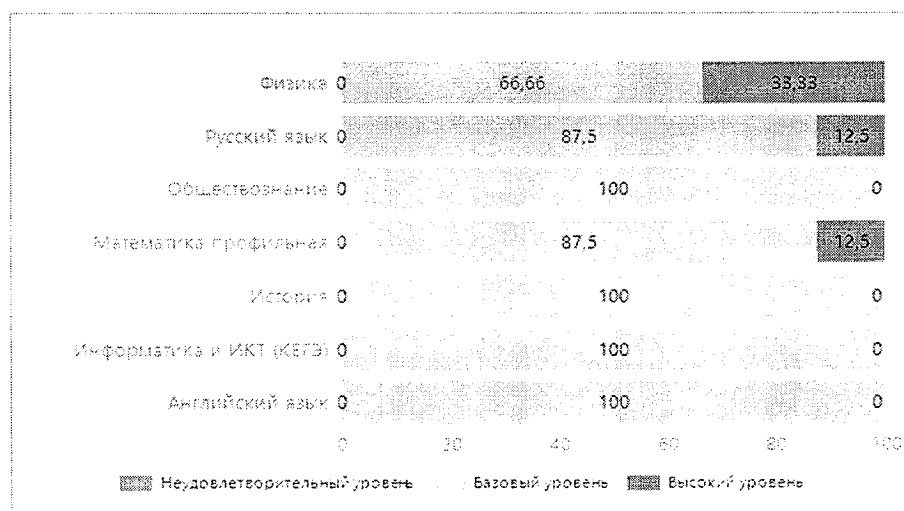 Физика 0 66,66 33,33
Русский язык 0 87,5 12,5
Обществознание 0 100 0
Математика профильная 0 87,5 12,5
История 0 100 0
Информатика и ИКТ (КЕГЭ) 0 100 0
Английский язык 0 100 0
0 20 40 60 80 100
Неудовлетворительный уровень Базовый уровень Высокий уровень